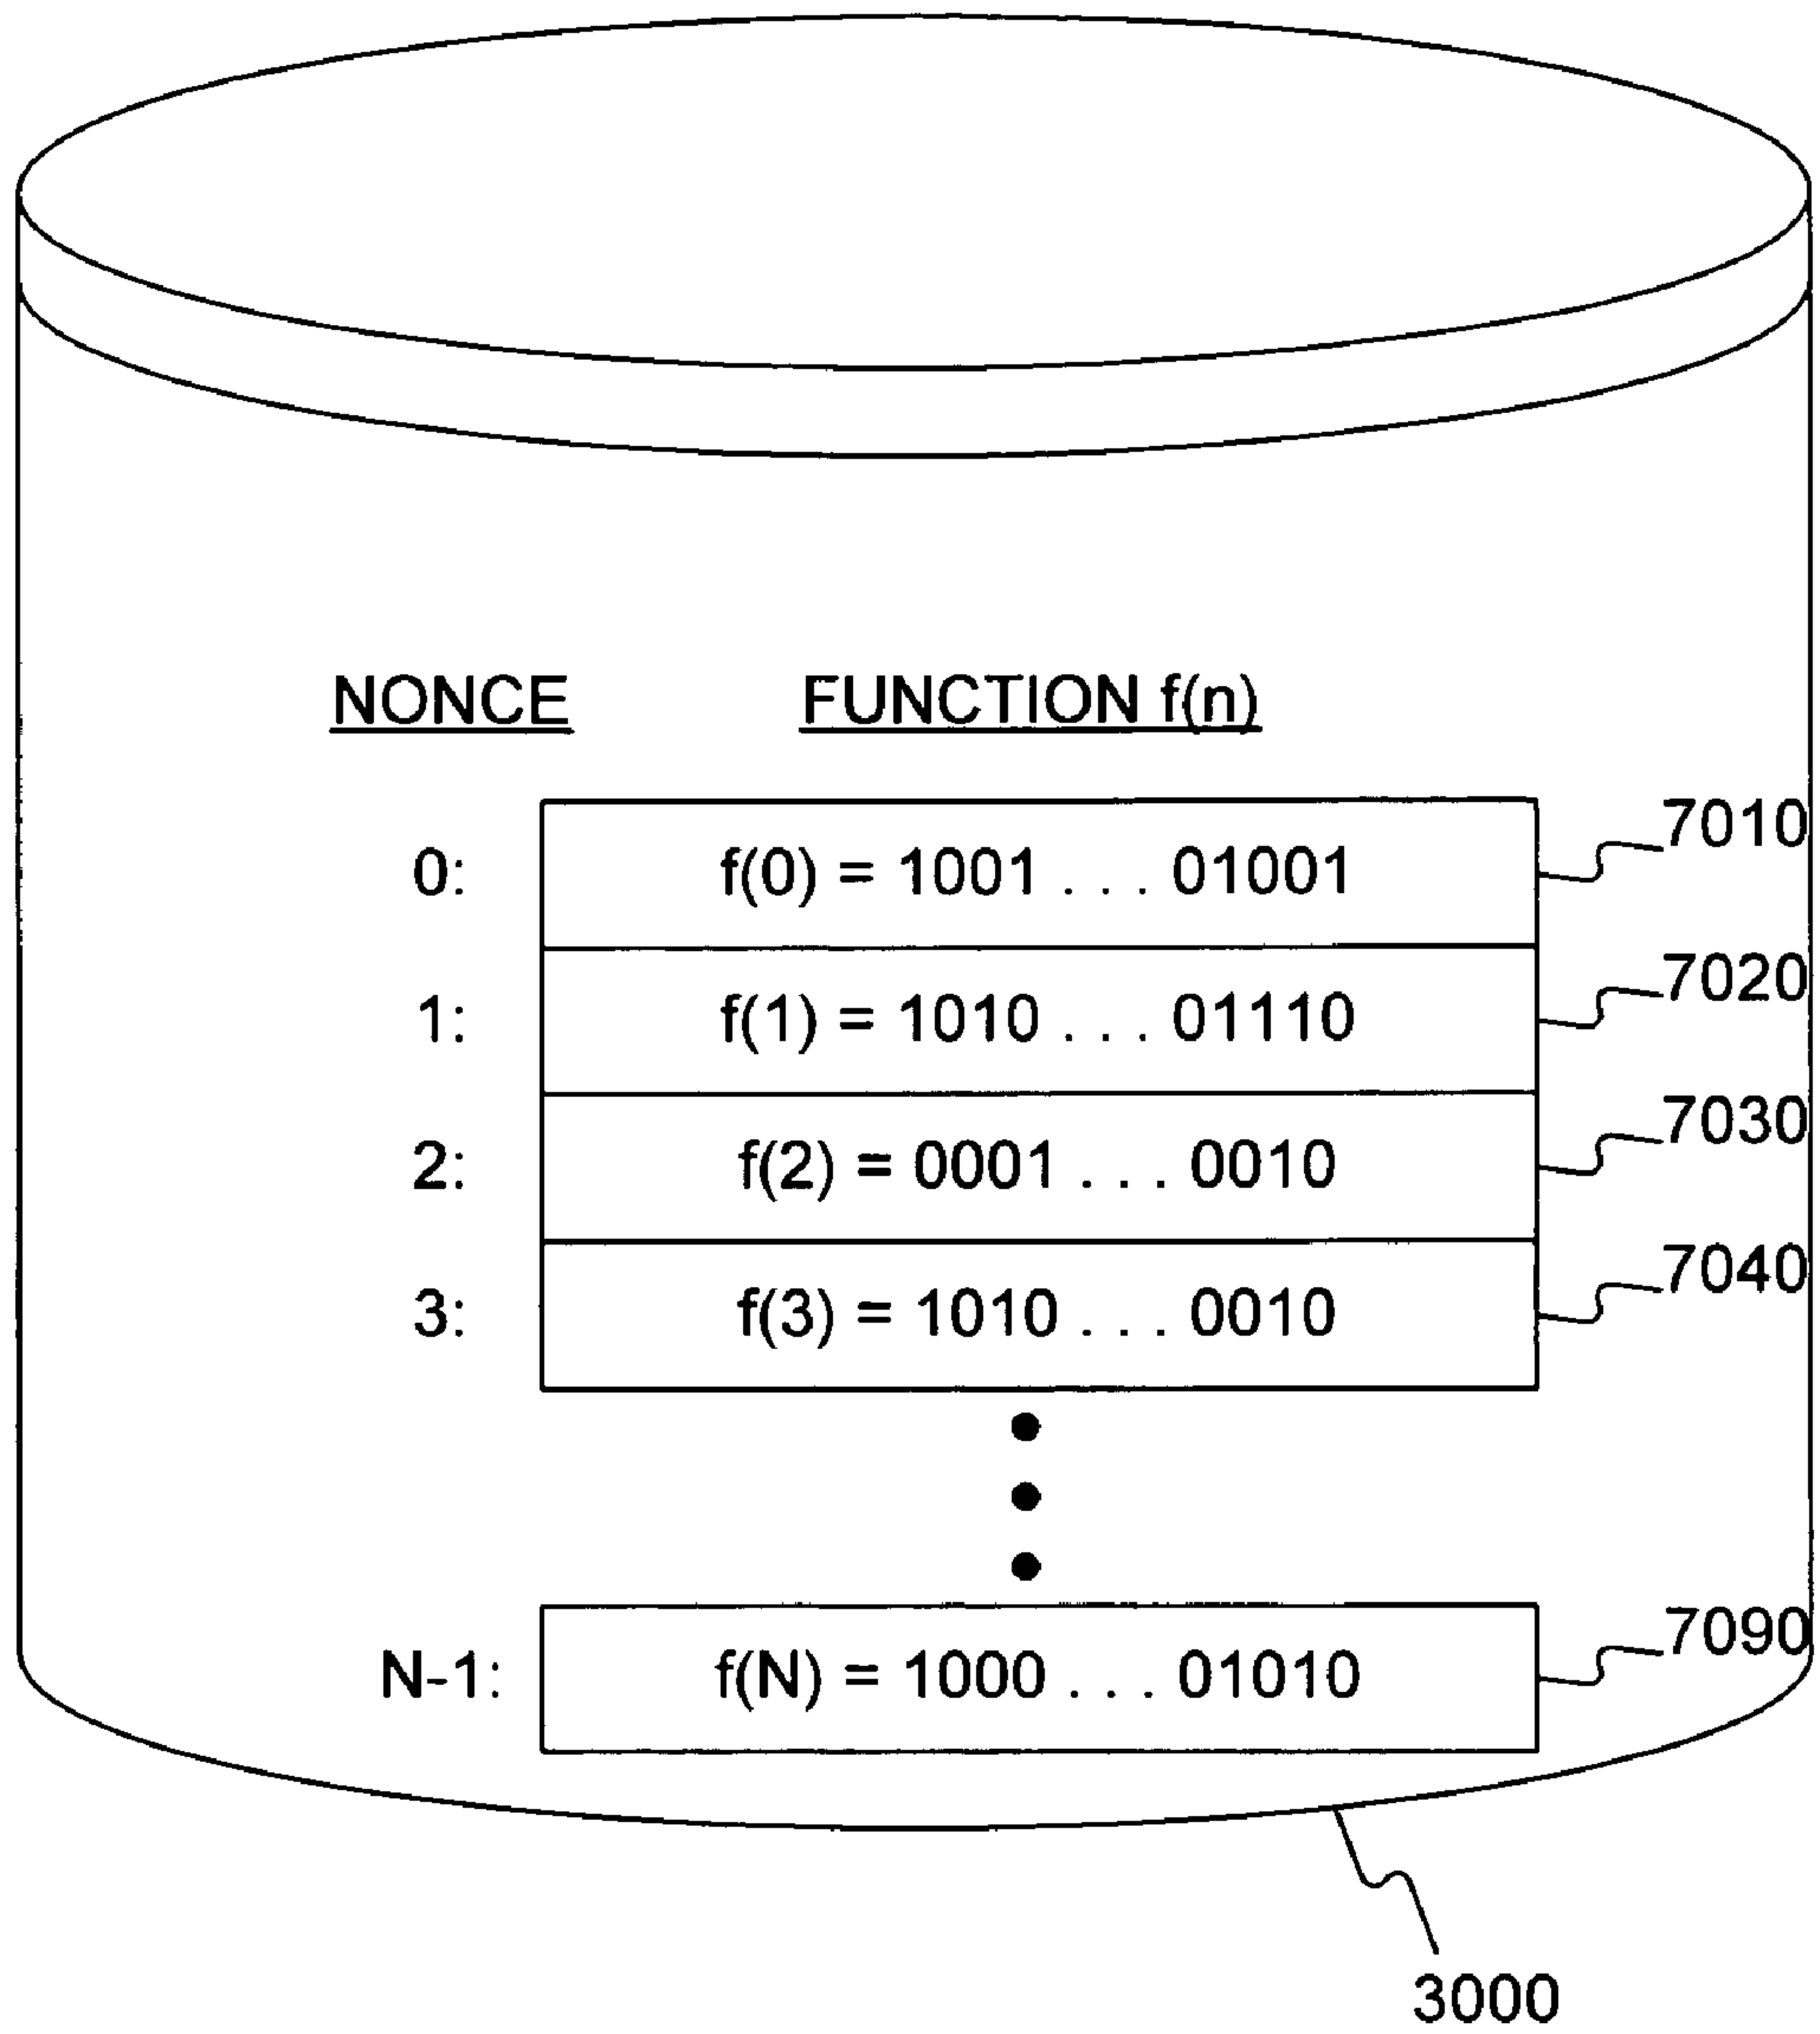 NONCE FUNCTION f(n)
0: f(0) = 1001 . . . 01001 7010
1: f(1) = 1010 . . . 01110 7020
2: f(2) = 0001 . . . 0010 7030
3: f(3) = 1010 . . . 0010 7040
N-1: f(N) = 1000 . . . 01010 7090
3000